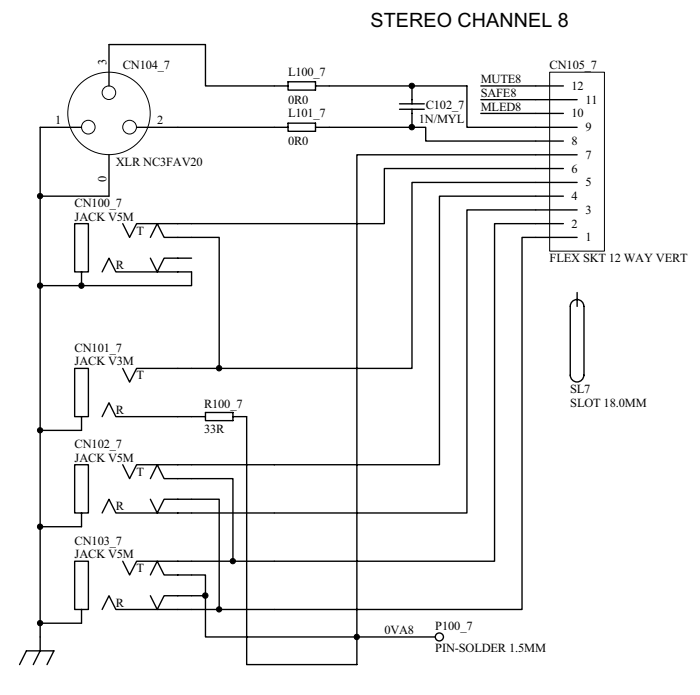 STEREO CHANNEL 8
3
CN104_7
1
2
XLR NC3FAV20
0
L100_7
0R0
L101_7
0R0
C102_7
1N/MYL
CN105_7
MUTE8
SAFE8
MLED8
12
11
10
9
8
7
6
5
4
3
2
1
FLEX SKT 12 WAY VERT
CN100_7
JACK V5M
T
R
SL7
SLOT 18.0MM
CN101_7
JACK V3M
T
R
R100_7
33R
CN102_7
JACK V5M
T
R
CN103_7
JACK V5M
T
R
0VA8
P100_7
PIN-SOLDER 1.5MM